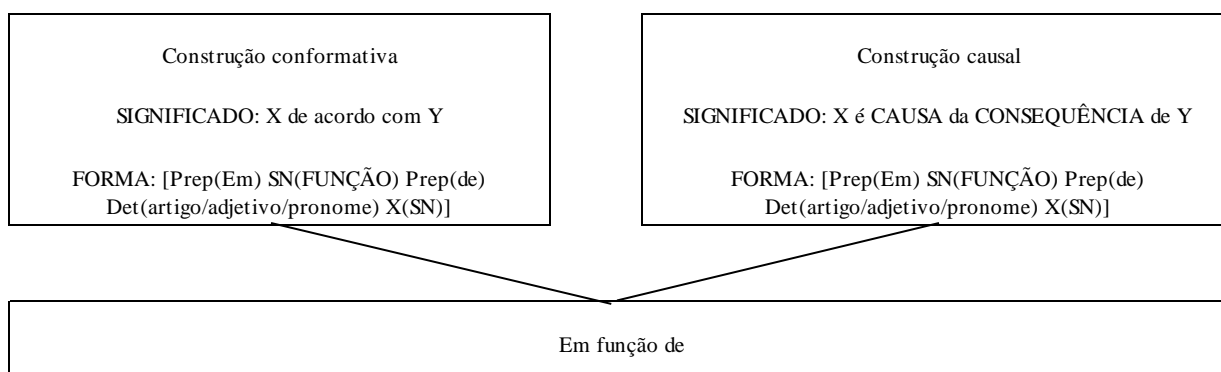 Construção conformativa
SIGNIFICADO: X de acordo com Y
FORMA: [Prep(Em) SN(FUNÇÃO) Prep(de)
Det(artigo/adjetivo/pronome) X(SN)]
Construção causal
SIGNIFICADO: X é CAUSA da CONSEQUÊNCIA de Y
FORMA: [Prep(Em) SN(FUNÇÃO) Prep(de)
Det(artigo/adjetivo/pronome) X(SN)]
Em função de